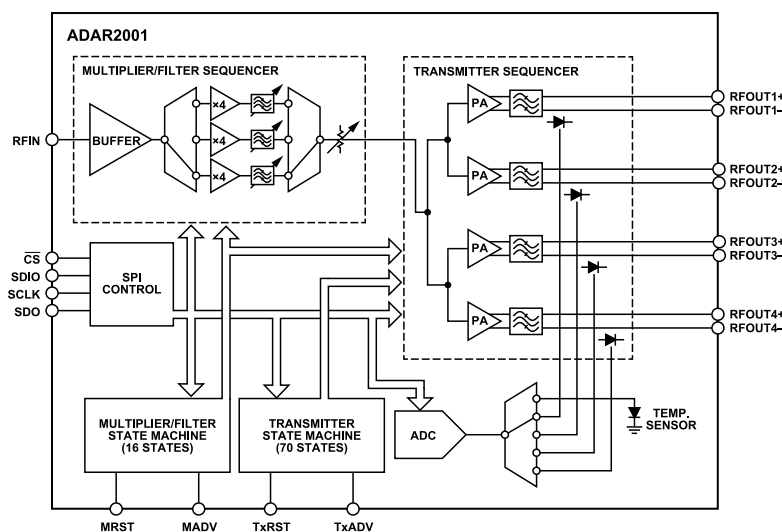 ADAR2001
MULTIPLIER/FILTER SEQUENCER
TRANSMITTER SEQUENCER
RFIN
BUFFER
×4
×4
×4
PA
PA
PA
PA
RFOUT1+
RFOUT1–
RFOUT2+
RFOUT2–
RFOUT3+
RFOUT3–
RFOUT4+
RFOUT4–
CS
SDIO
SCLK
SDO
SPI
CONTROL
MULTIPLIER/FILTER
STATE MACHINE
(16 STATES)
TRANSMITTER
STATE MACHINE
(70 STATES)
ADC
TEMP.
SENSOR
MRST
MADV
TxRST
TxADV